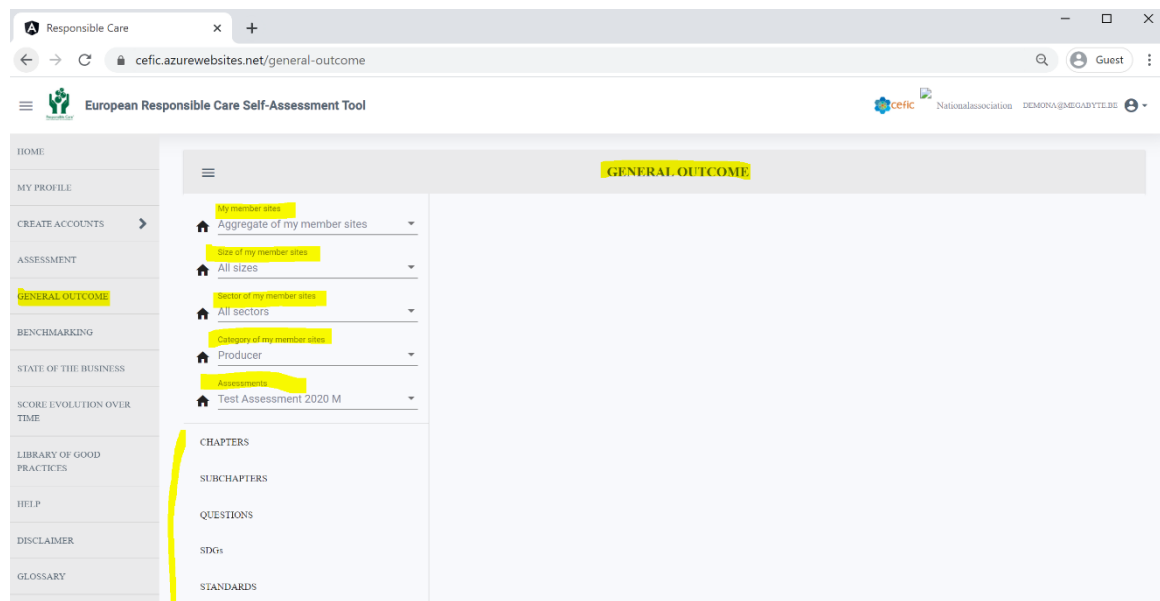 Responsible Care
cefic.azurewebsites.net/general-outcome
Guest
Responsible Care
European Responsible Care Self-Assessment Tool
cefic
Nationalassociation
DEMONA@MEGABYTE.BE
HOME
MY PROFILE
CREATE ACCOUNTS
ASSESSMENT
GENERAL OUTCOME
BENCHMARKING
STATE OF THE BUSINESS
SCORE EVOLUTION OVER
TIME
LIBRARY OF GOOD
PRACTICES
HELP
DISCLAIMER
GLOSSARY
GENERAL OUTCOME
My member sites
Aggregate of my member sites
Size of my member sites
All sizes
Sector of my member sites
All sectors
Category of my member sites
Producer
Assessments
Test Assessment 2020 M
CHAPTERS
SUBCHAPTERS
QUESTIONS
SDGs
STANDARDS